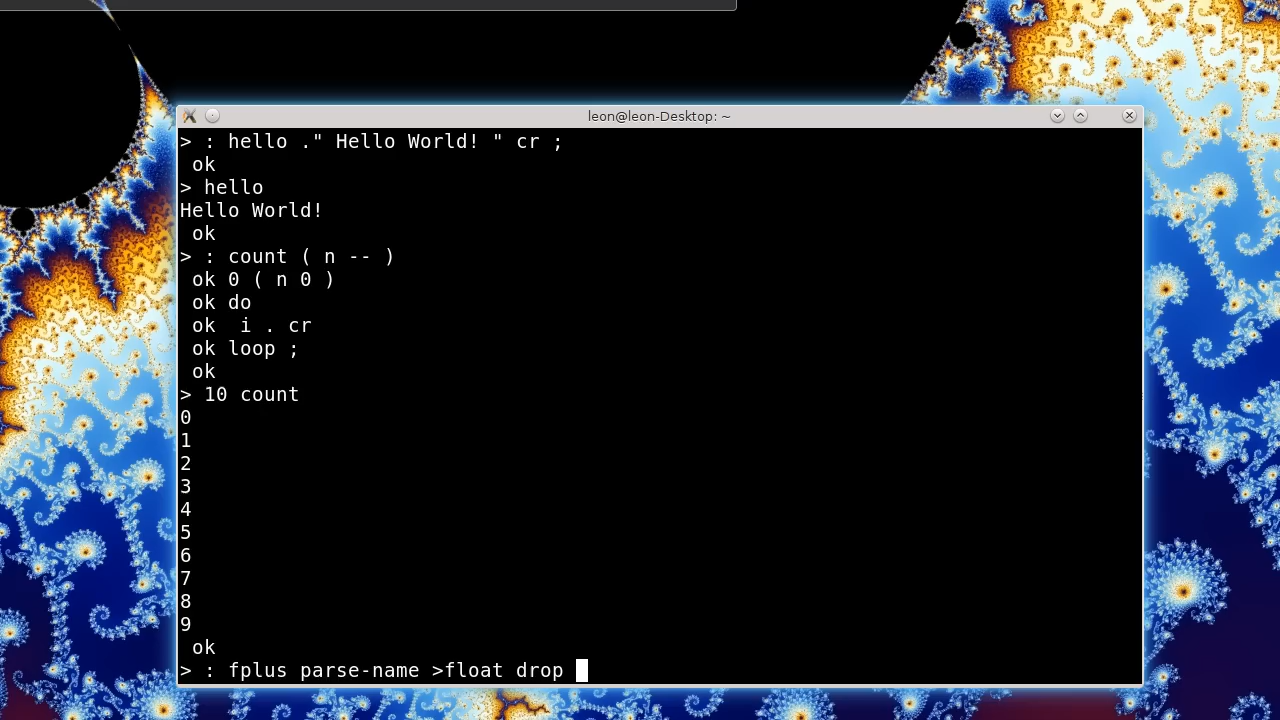 leon@leon-Desktop: ~
> : hello ." Hello World! " cr ;
 ok
> hello
Hello World!
 ok
> : count ( n -- )
 ok 0 ( n 0 )
 ok do
 ok  i . cr
 ok loop ;
 ok
> 10 count
0
1
2
3
4
5
6
7
8
9
 ok
> : fplus parse-name >float drop